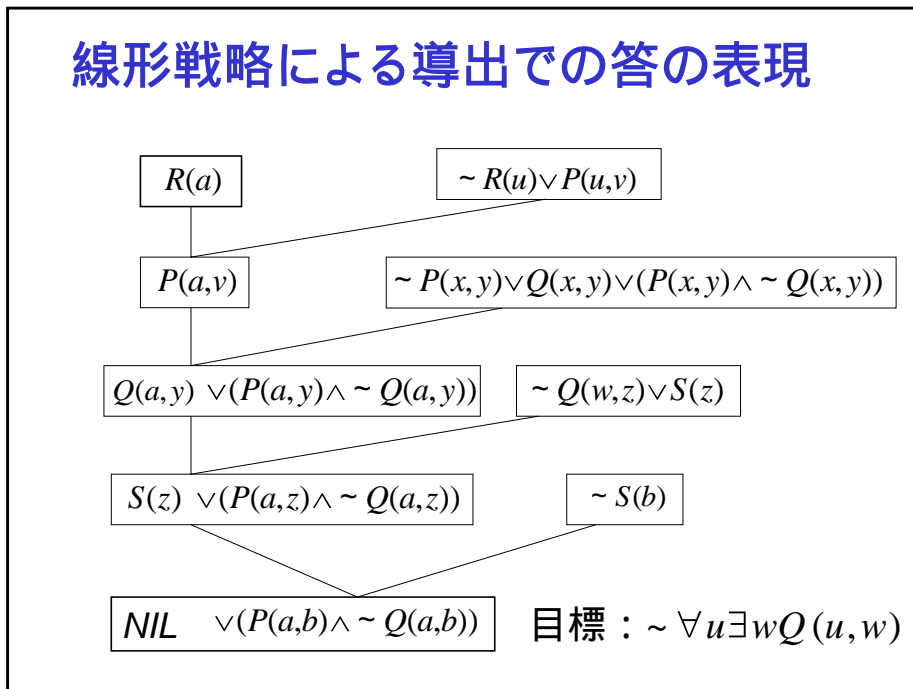 線形戦略による導出での答の表現
R(a)
~ R(u)∨P(u,v)
P(a,v)
~ P(x,y)∨Q(x,y)∨(P(x,y)∧ ~ Q(x,y))
Q(a,y) ∨(P(a,y)∧ ~ Q(a,y))
~ Q(w,z)∨S(z)
S(z) ∨(P(a,z)∧ ~ Q(a,z))
~ S(b)
NIL ∨(P(a,b)∧ ~ Q(a,b))
目標：~ ∀u∃wQ(u,w)